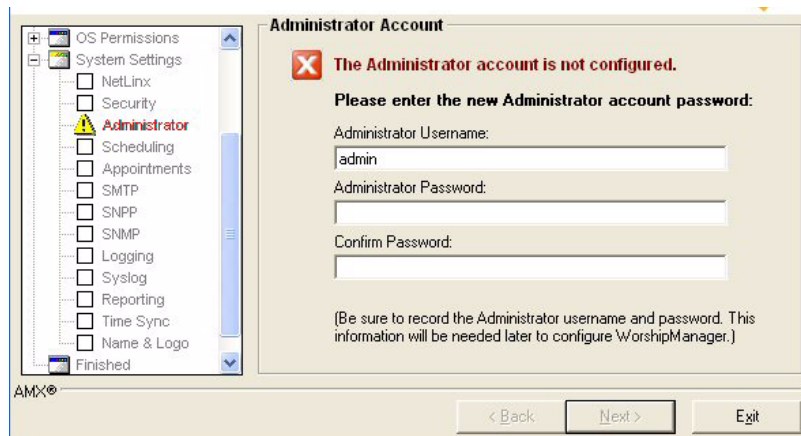 OS Permissions
System Settings
NetLinx
Security
Administrator
Scheduling
Appointments
SMTP
SNPP
SNMP
Logging
Syslog
Reporting
Time Sync
Name & Logo
Finished
Administrator Account
The Administrator account is not configured.
Please enter the new Administrator account password:
Administrator Username:
admin
Administrator Password:
Confirm Password:
(Be sure to record the Administrator username and password. This
information will be needed later to configure WorshipManager.)
AMX®
< Back
Next >
Exit